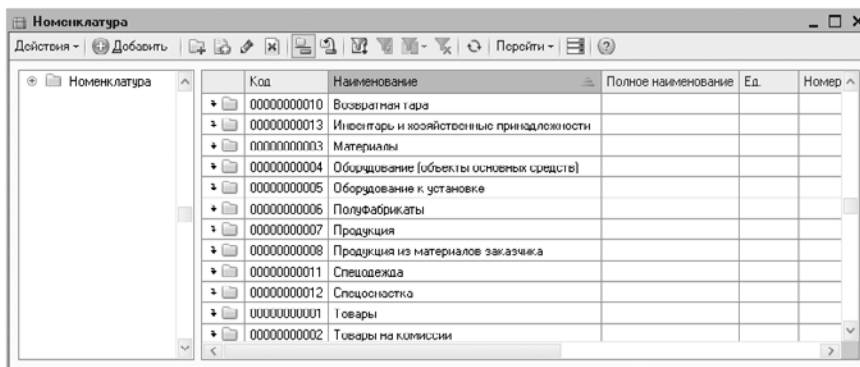 Номенклатура
Действия Добавить Перейти
Номенклатура
Код Наименование Полное наименование Ед. Номер
00000000010 Возвратная тара
00000000013 Инвентарь и хозяйственные принадлежности
00000000003 Материалы
00000000004 Оборудование (объекты основных средств)
00000000005 Оборудование к установке
00000000006 Полуфабрикаты
00000000007 Продукция
00000000008 Продукция из материалов заказчика
00000000011 Спецодежда
00000000012 Спецоснастка
00000000001 Товары
00000000002 Товары на комиссии